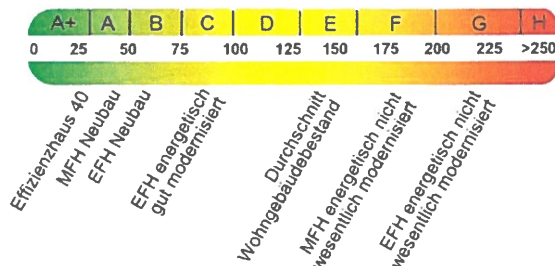 A+ A B C D E F G H
0 25 50 75 100 125 150 175 200 225 >250
Effizienzhaus 40
MFH Neubau
EFH Neubau
EFH energetisch
gut modernisiert
Durchschnitt
Wohngebäudebestand
MFH energetisch nicht
wesentlich modernisiert
EFH energetisch nicht
wesentlich modernisiert